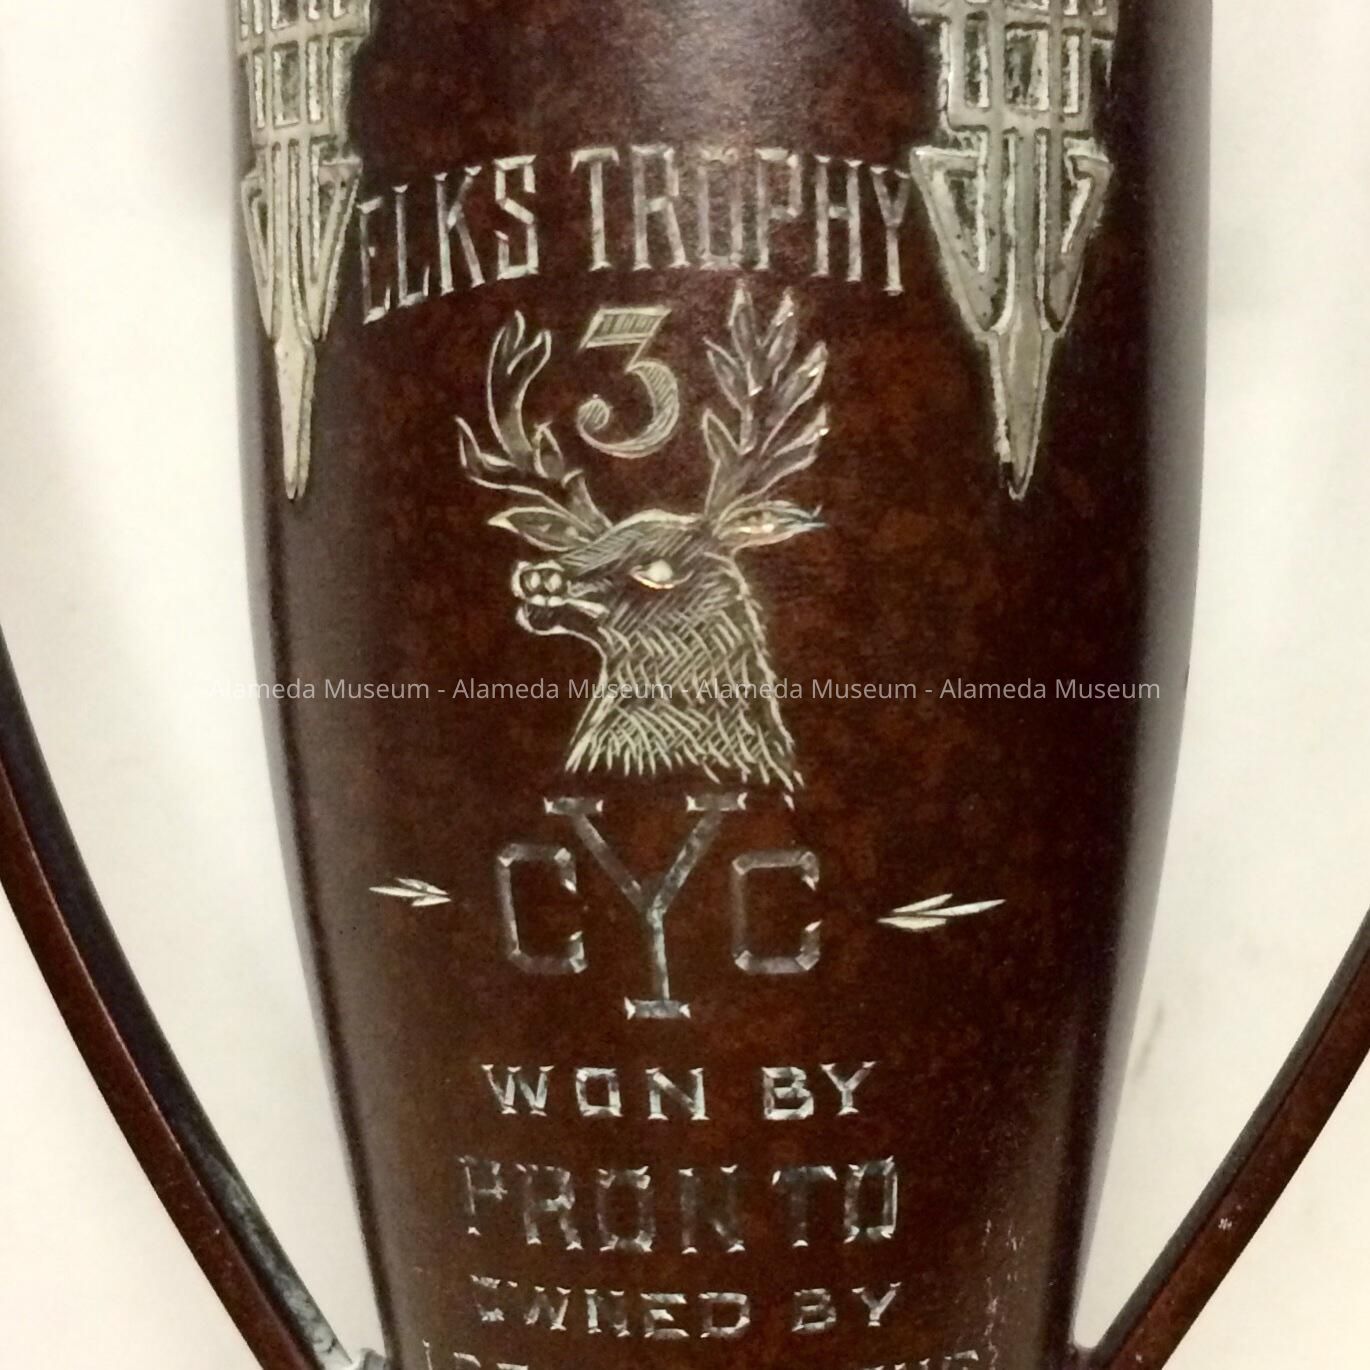 ELKS TROPHY
3
CYC
WON BY
PRONTO
OWNED BY
Alameda Museum - Alameda Museum - Alameda Museum - Alameda Museum